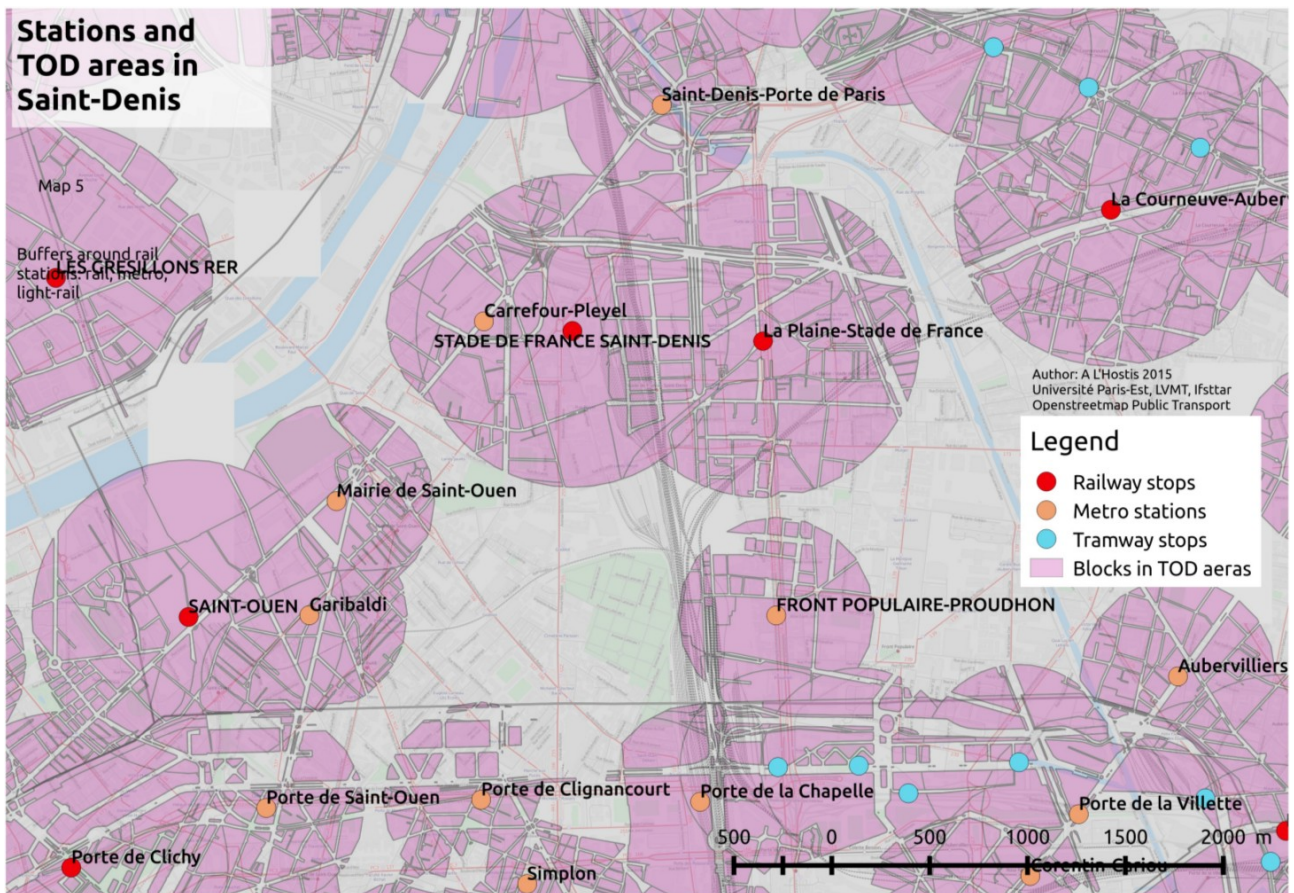 Stations and
TOD areas in
Saint-Denis
Saint-Denis-Porte de Paris
Map 5
La Courneuve-Auber
Buffers around rail
stations: rail, metro,
light-rail
LES GRESILLONS RER
Carrefour-Pleyel
STADE DE FRANCE SAINT-DENIS
La Plaine-Stade de France
Author: A L'Hostis 2015
Université Paris-Est, LVMT, Ifsttar
Openstreetmap Public Transport
Legend
Railway stops
Metro stations
Tramway stops
Blocks in TOD aeras
Mairie de Saint-Ouen
SAINT-OUEN
Garibaldi
FRONT POPULAIRE-PROUDHON
Aubervilliers
Porte de Saint-Ouen
Porte de Clignancourt
Porte de la Chapelle
Porte de la Villette
500 0 500 1000 1500 2000 m
Porte de Clichy
Simplon
Corentin-Cariou